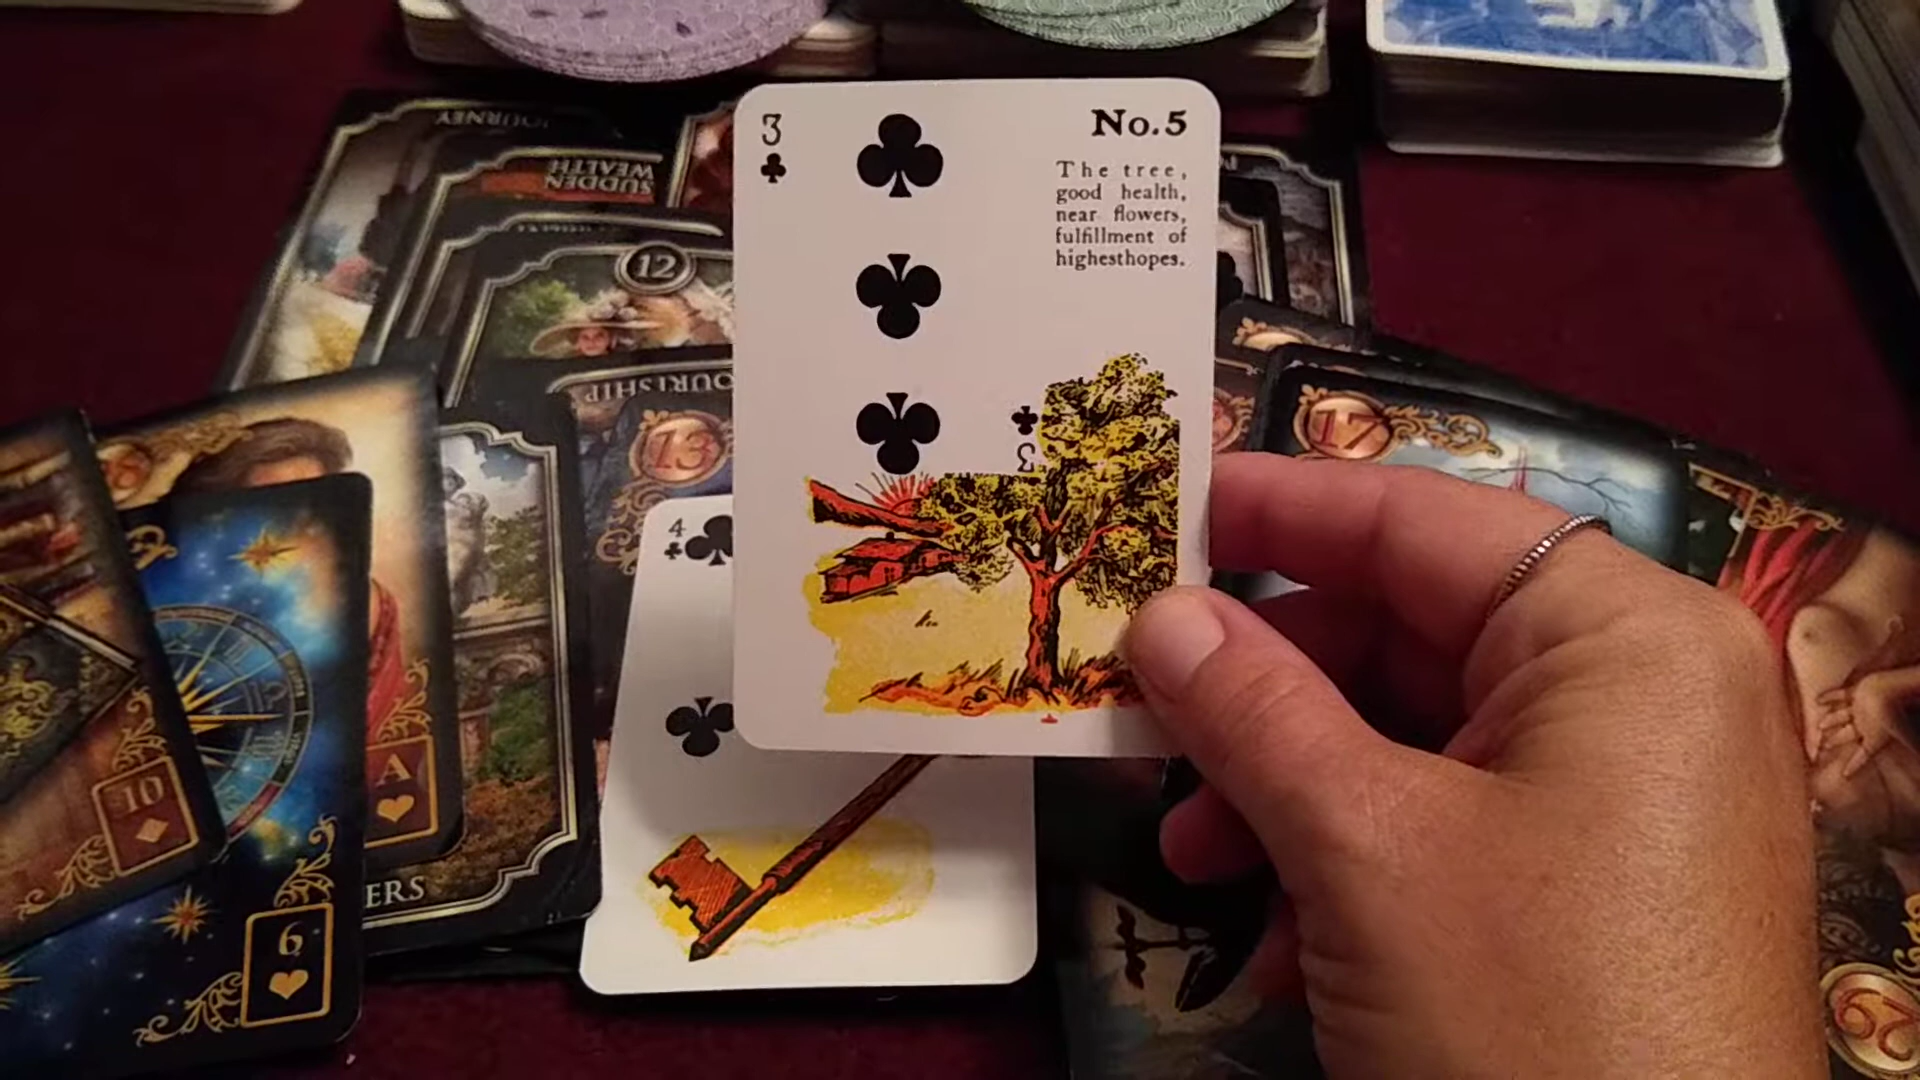 JOURNEY
SUDDEN
WEALTH
12
13
3
No.5
The tree,
good health,
near flowers,
fulfillment of
highesthopes.
3
17
4
10
A
ERS
6
29